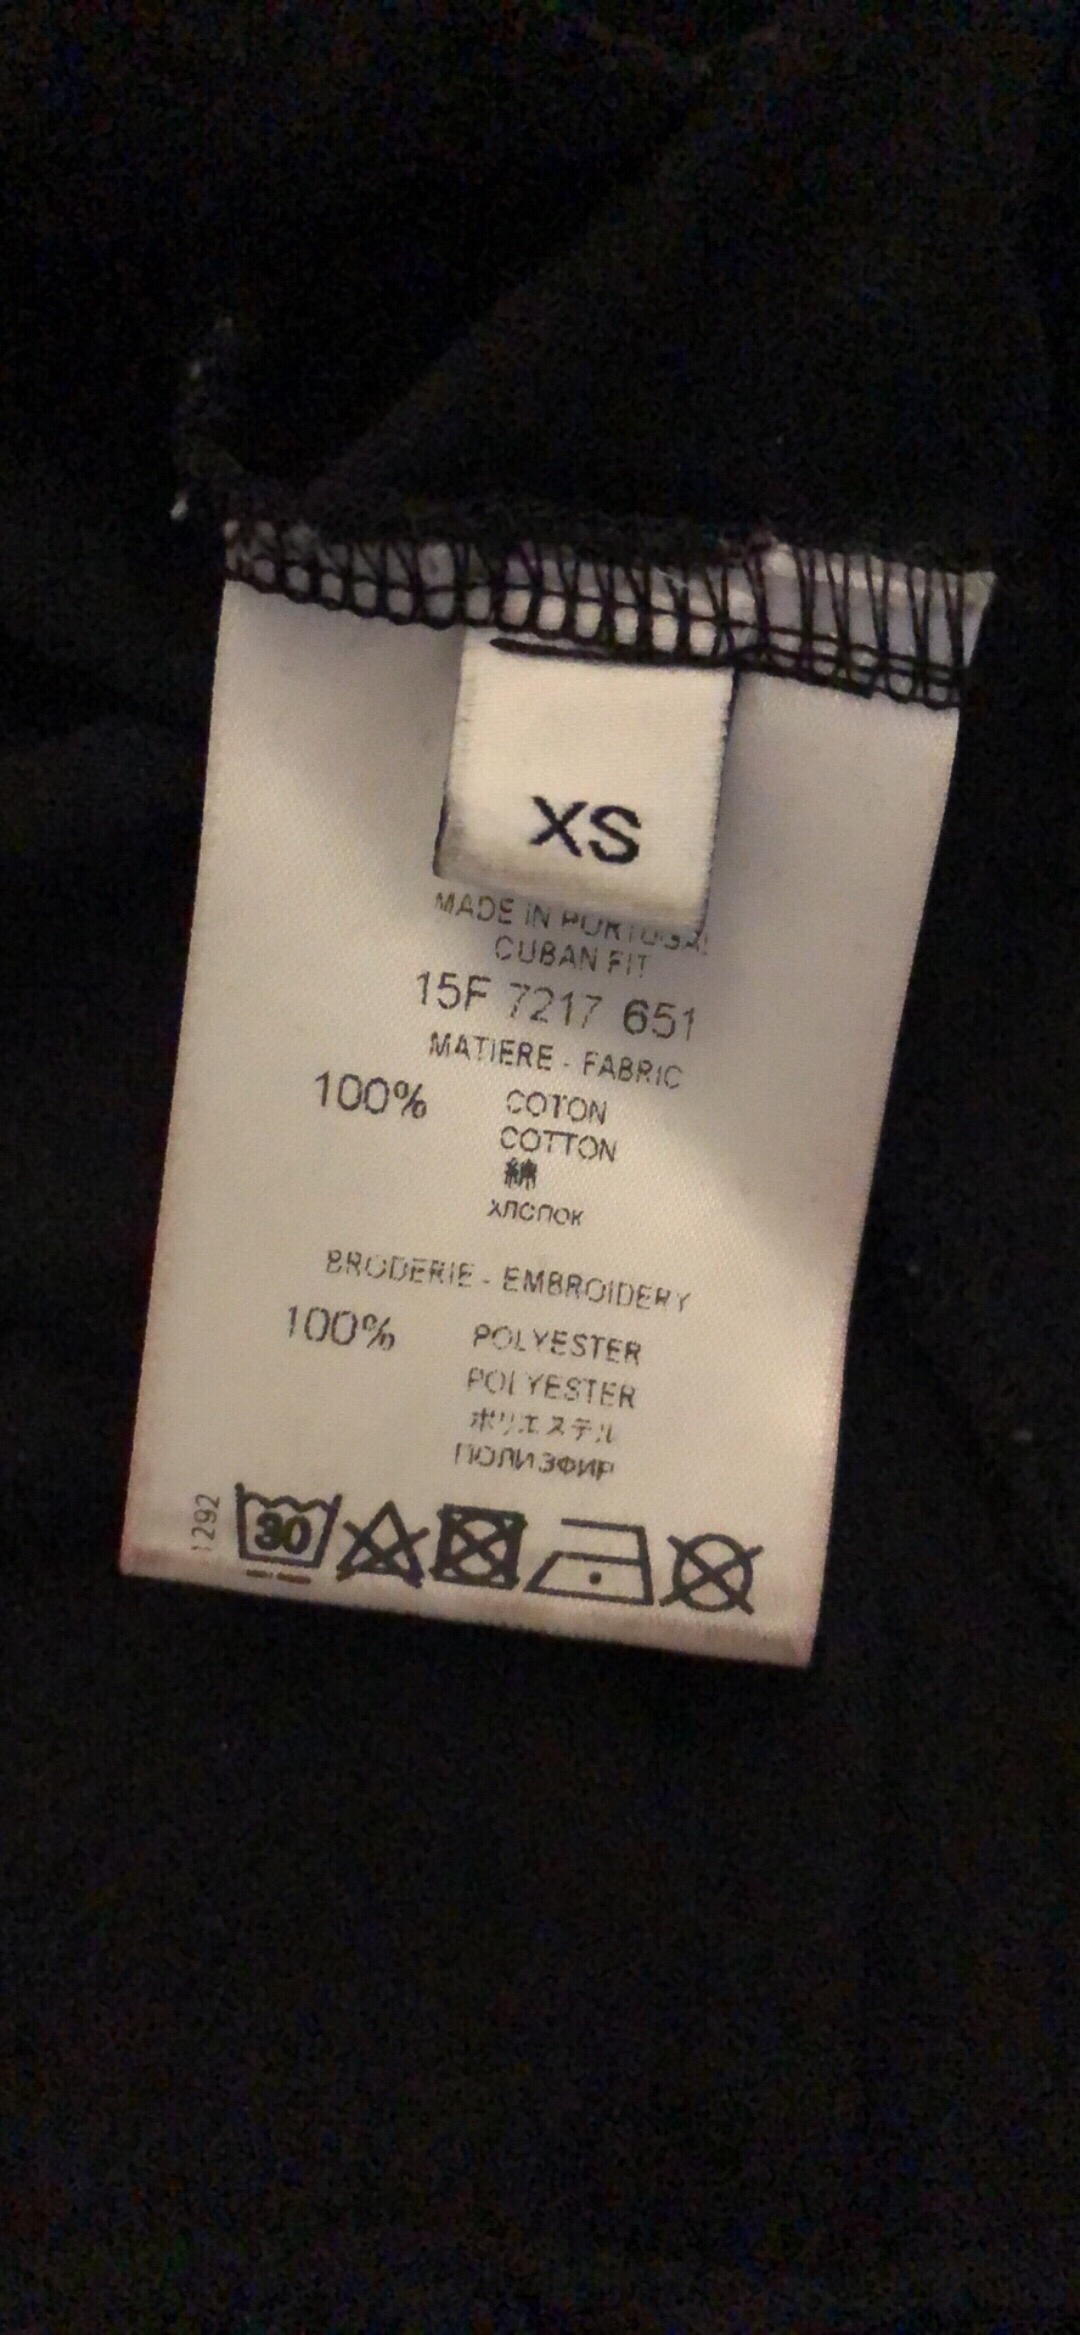 XS
MADE IN PORTUGAL
CUBAN FIT
15F 7217 651
MATIERE - FABRIC
100% COTON
COTTON
綿
ХЛОПОК
BRODERIE - EMBROIDERY
100% POLYESTER
POLYESTER
ポリエステル
ПОЛИЭФИР
1292
30